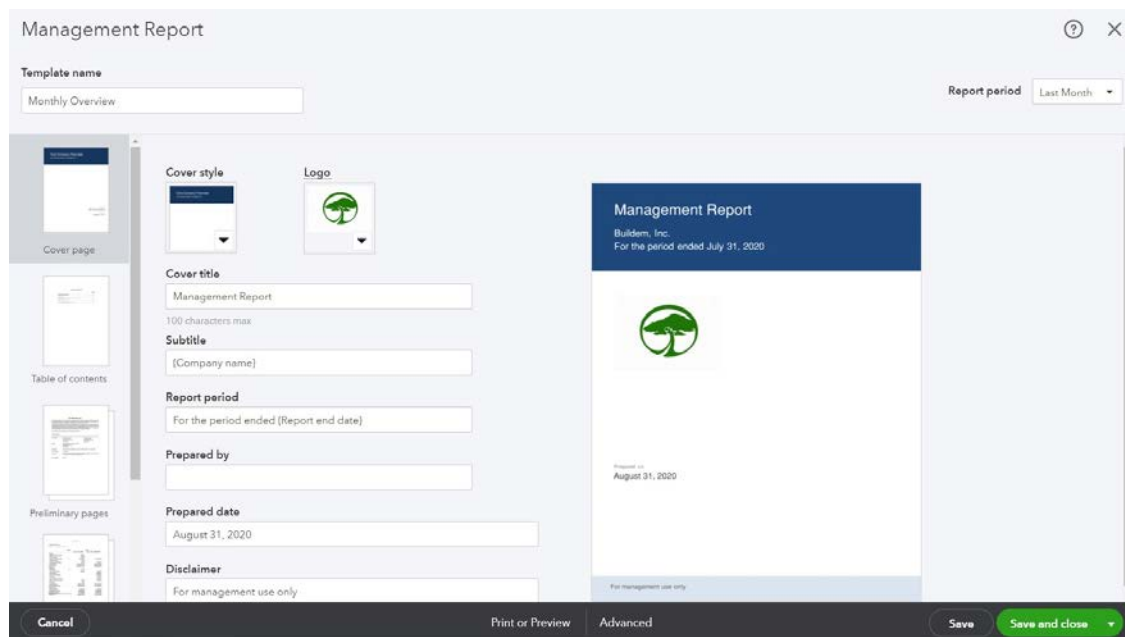 Management Report
Template name
Monthly Overview
Report period
Last Month
Cover page
Table of contents
Preliminary pages
Cover style
Logo
Cover title
Management Report
100 characters max
Subtitle
{Company name}
Report period
For the period ended {Report end date}
Prepared by
Prepared date
August 31, 2020
Disclaimer
For management use only
Management Report
Buildem, Inc.
For the period ended July 31, 2020
Prepared on
August 31, 2020
For management use only
Cancel
Print or Preview
Advanced
Save
Save and close